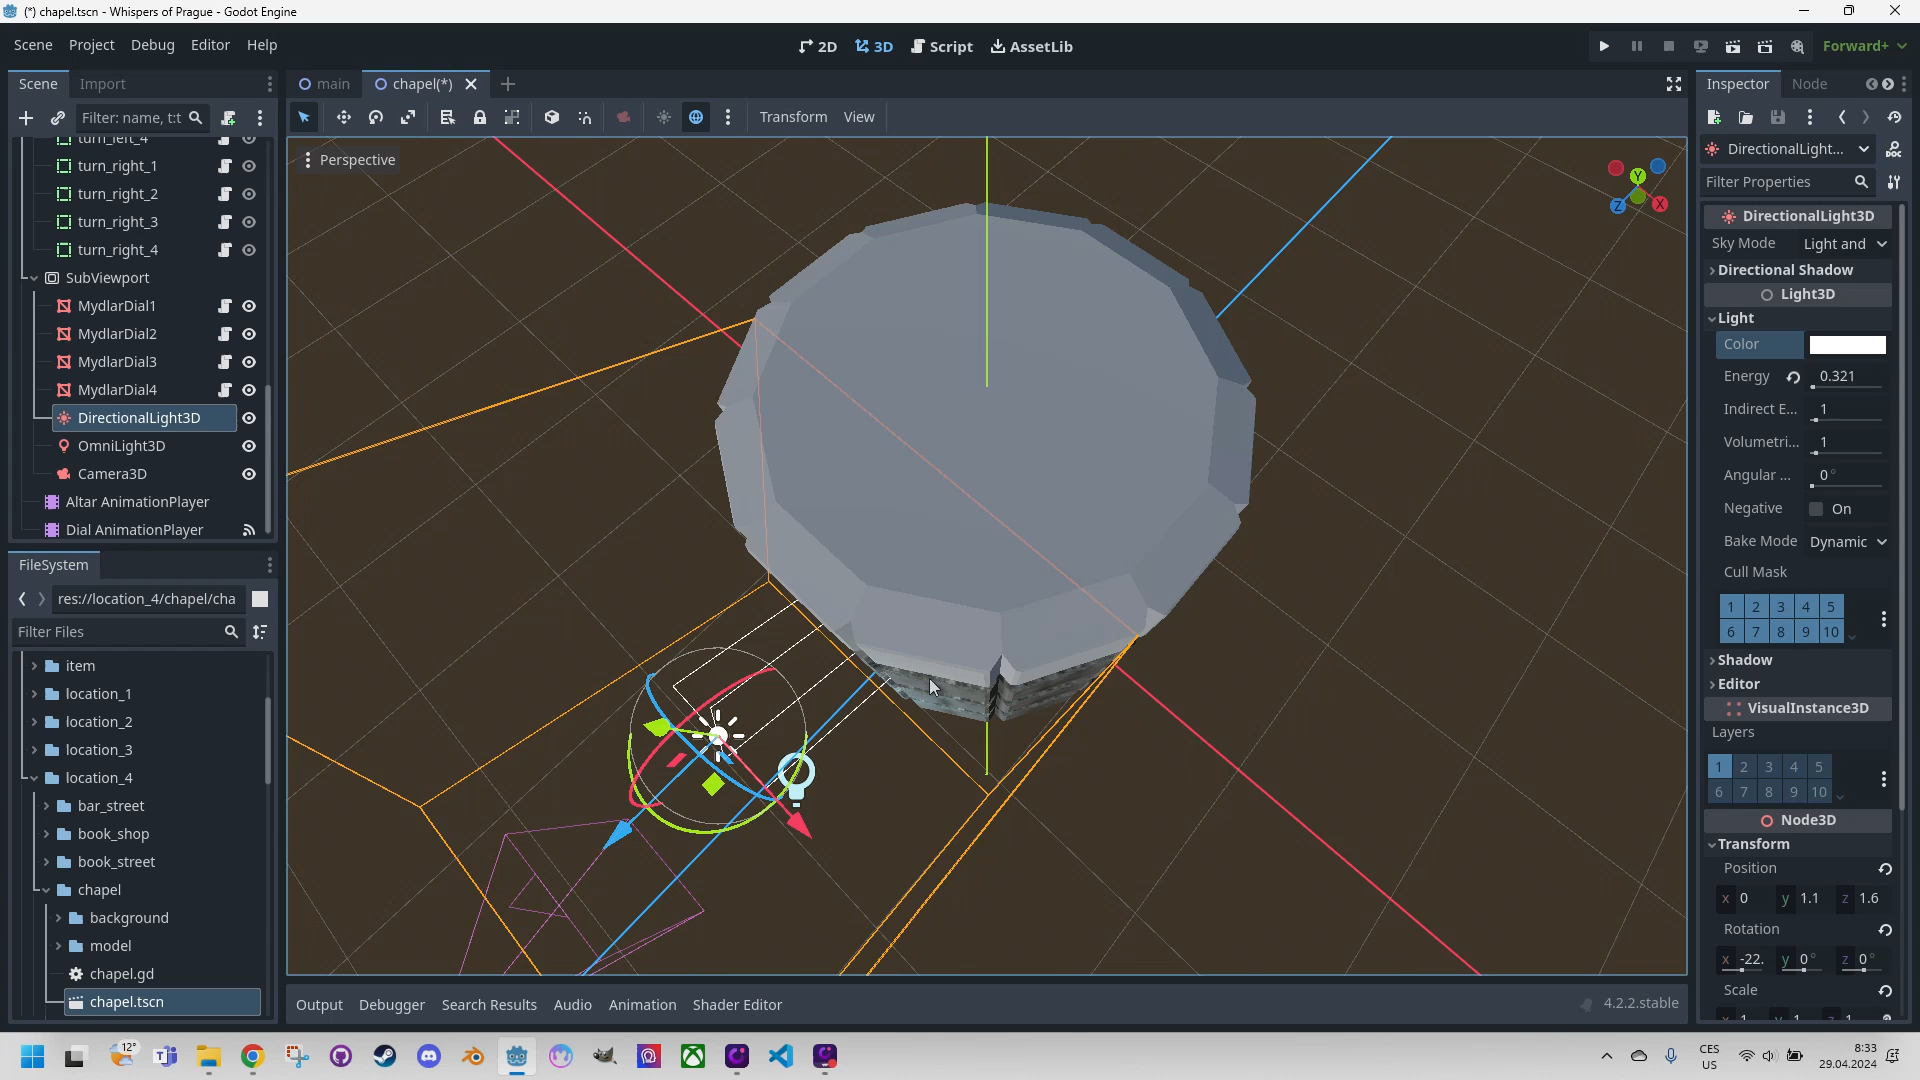 (*) chapel.tscn - Whispers of Prague - Godot Engine
Scene Project Debug Editor Help
2D 3D Script AssetLib
Forward+
Scene Import
main chapel(*)
Inspector Node
Filter: name, t:t
Transform View
turn_left_4
turn_right_1
turn_right_2
turn_right_3
turn_right_4
SubViewport
MydlarDial1
MydlarDial2
MydlarDial3
MydlarDial4
DirectionalLight3D
OmniLight3D
Camera3D
Altar AnimationPlayer
Dial AnimationPlayer
FileSystem
res://location_4/chapel/cha
Filter Files
item
location_1
location_2
location_3
location_4
bar_street
book_shop
book_street
chapel
background
model
chapel.gd
chapel.tscn
Perspective
Y
Z
X
Output Debugger Search Results Audio Animation Shader Editor
4.2.2.stable
DirectionalLight...
Filter Properties
DirectionalLight3D
Sky Mode Light and
Directional Shadow
Light3D
Light
Color
Energy 0.321
Indirect E... 1
Volumetri... 1
Angular ... 0°
Negative On
Bake Mode Dynamic
Cull Mask
1 2 3 4 5
6 7 8 9 10
Shadow
Editor
VisualInstance3D
Layers
1 2 3 4 5
6 7 8 9 10
Node3D
Transform
Position
x 0 y 1.1 z 1.6
Rotation
x -22. y 0° z 0°
Scale
x 1 y 1 z 1
12°
CES
US
8:33
29.04.2024